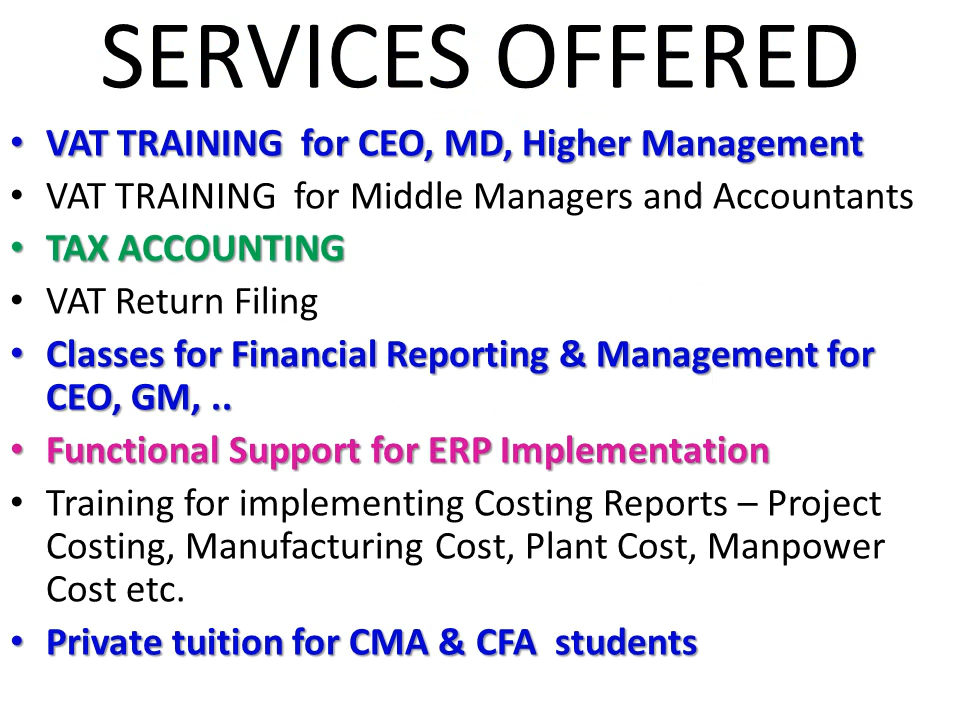 SERVICES OFFERED
• VAT TRAINING  for CEO, MD, Higher Management
• VAT TRAINING  for Middle Managers and Accountants
• TAX ACCOUNTING
• VAT Return Filing
• Classes for Financial Reporting & Management for
CEO, GM, ..
• Functional Support for ERP Implementation
• Training for implementing Costing Reports – Project
Costing, Manufacturing Cost, Plant Cost, Manpower
Cost etc.
• Private tuition for CMA & CFA  students